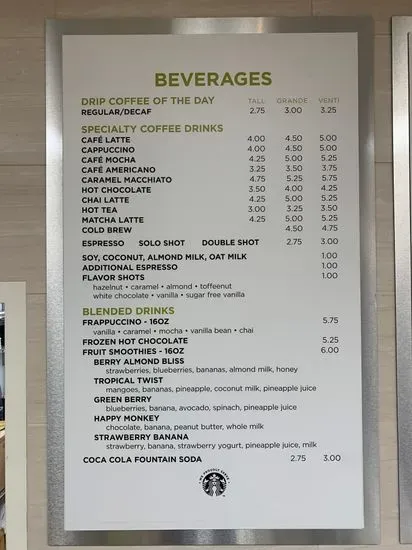 BEVERAGES
DRIP COFFEE OF THE DAY TALL GRANDE VENTI
REGULAR/DECAF 2.75 3.00 3.25
SPECIALTY COFFEE DRINKS
CAFÉ LATTE 4.00 4.50 5.00
CAPPUCCINO 4.00 4.50 5.00
CAFÉ MOCHA 4.25 5.00 5.25
CAFÉ AMERICANO 3.25 3.50 3.75
CARAMEL MACCHIATO 4.75 5.25 5.75
HOT CHOCOLATE 3.50 4.00 4.25
CHAI LATTE 4.25 5.00 5.25
HOT TEA 3.00 3.25 3.50
MATCHA LATTE 4.25 5.00 5.25
COLD BREW 4.50 4.75
ESPRESSO SOLO SHOT DOUBLE SHOT 2.75 3.00
SOY, COCONUT, ALMOND MILK, OAT MILK 1.00
ADDITIONAL ESPRESSO 1.00
FLAVOR SHOTS 1.00
hazelnut • caramel • almond • toffeenut
white chocolate • vanilla • sugar free vanilla
BLENDED DRINKS
FRAPPUCCINO - 16OZ 5.75
vanilla • caramel • mocha • vanilla bean • chai
FROZEN HOT CHOCOLATE 5.25
FRUIT SMOOTHIES - 16OZ 6.00
BERRY ALMOND BLISS
strawberries, blueberries, bananas, almond milk, honey
TROPICAL TWIST
mangoes, bananas, pineapple, coconut milk, pineapple juice
GREEN BERRY
blueberries, banana, avocado, spinach, pineapple juice
HAPPY MONKEY
chocolate, banana, peanut butter, whole milk
STRAWBERRY BANANA
strawberry, banana, strawberry yogurt, pineapple juice, milk
COCA COLA FOUNTAIN SODA 2.75 3.00
WE PROUDLY SERVE